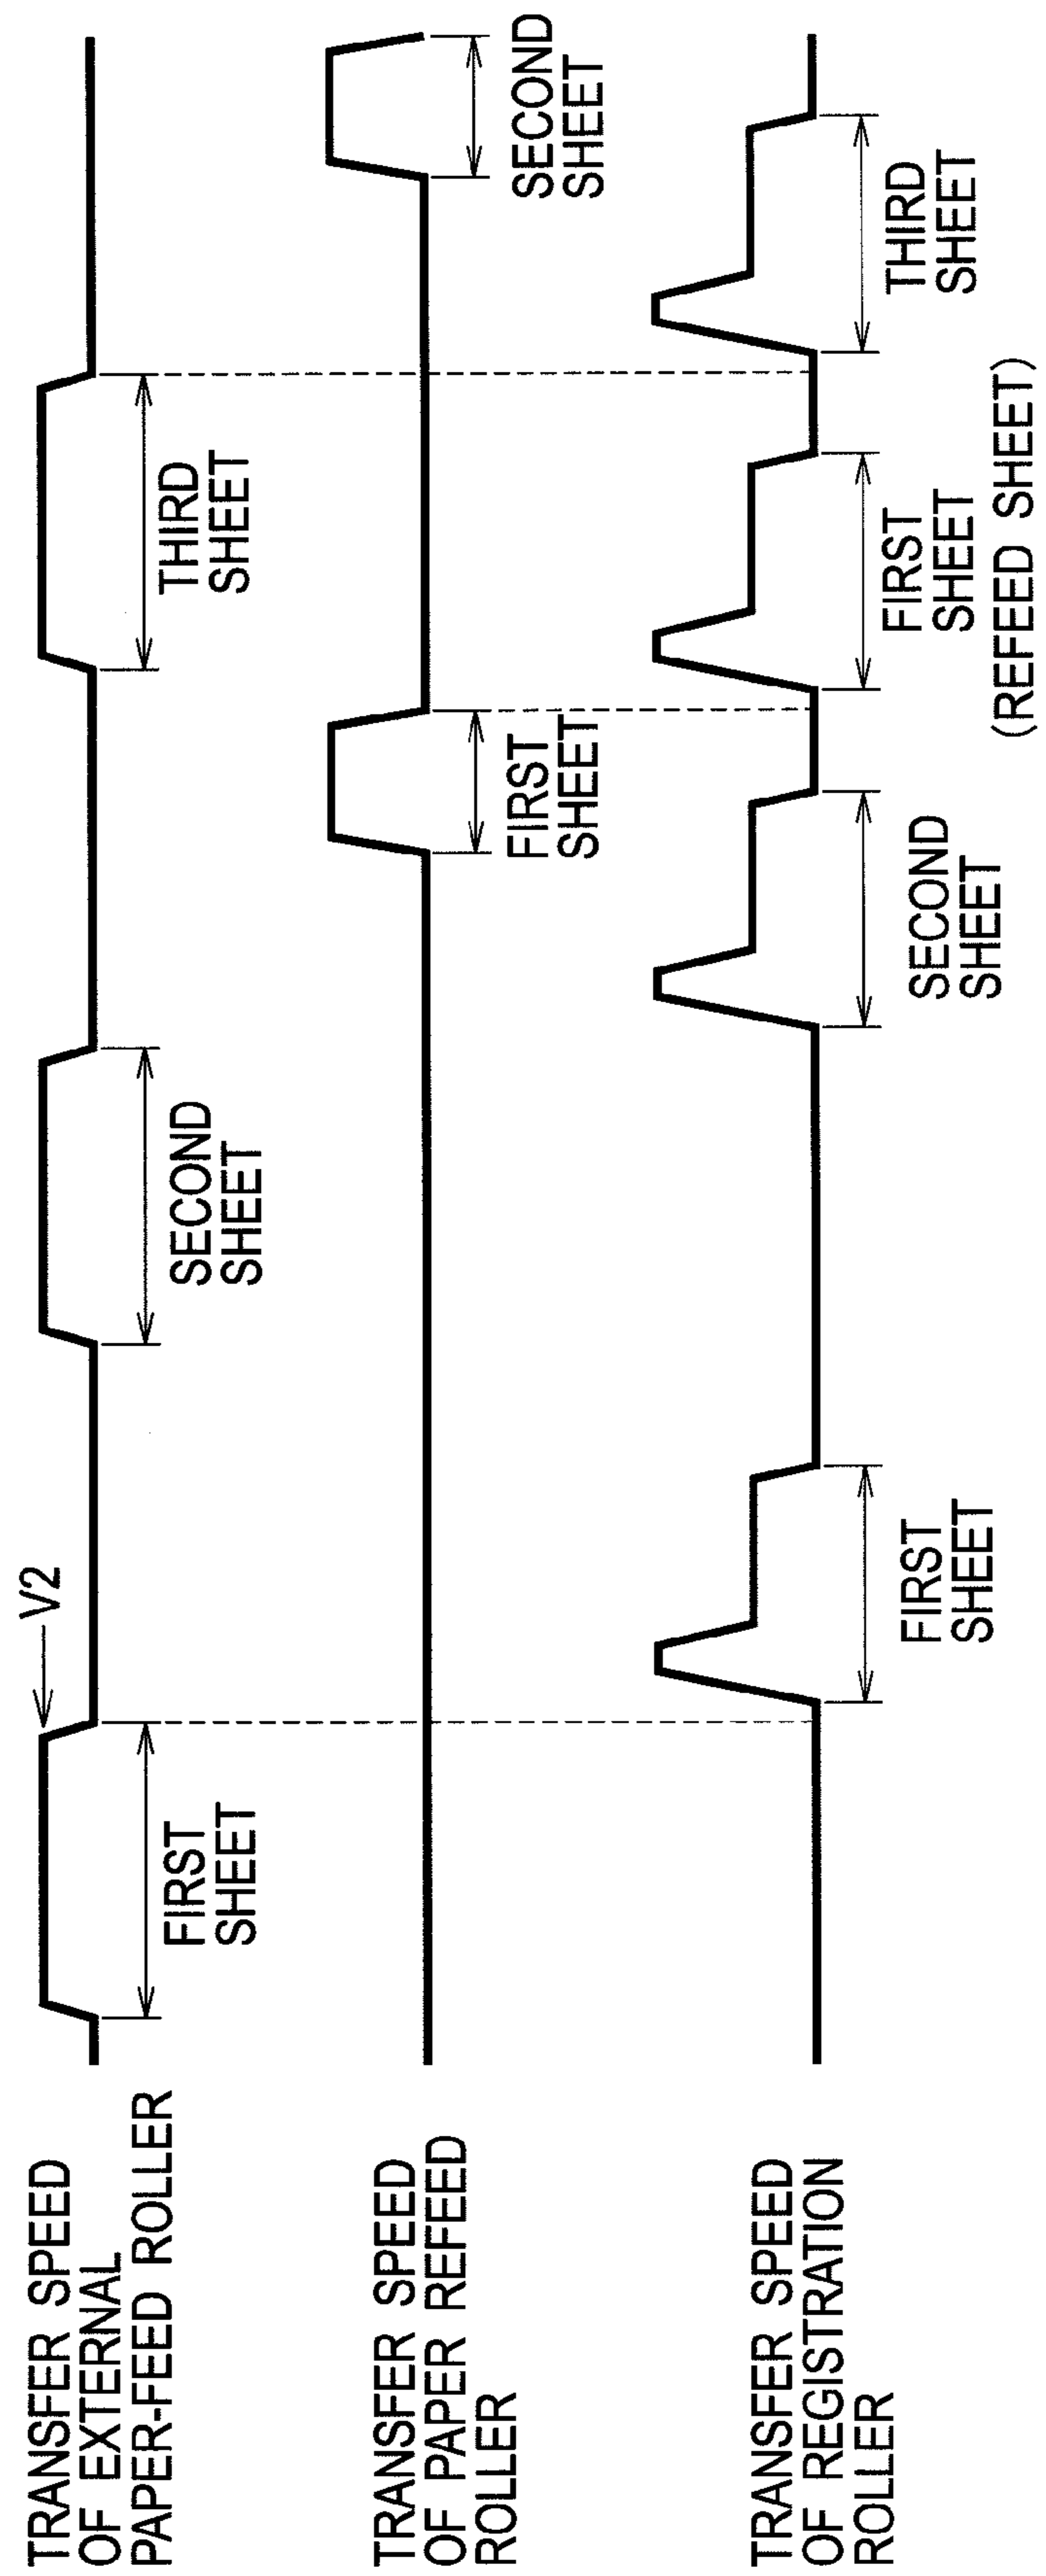 TRANSFER SPEED
OF EXTERNAL
PAPER-FEED ROLLER
V2
FIRST
SHEET
SECOND
SHEET
THIRD
SHEET
TRANSFER SPEED
OF PAPER REFEED
ROLLER
FIRST
SHEET
SECOND
SHEET
TRANSFER SPEED
OF REGISTRATION
ROLLER
FIRST
SHEET
SECOND
SHEET
FIRST
SHEET
(REFEED SHEET)
THIRD
SHEET